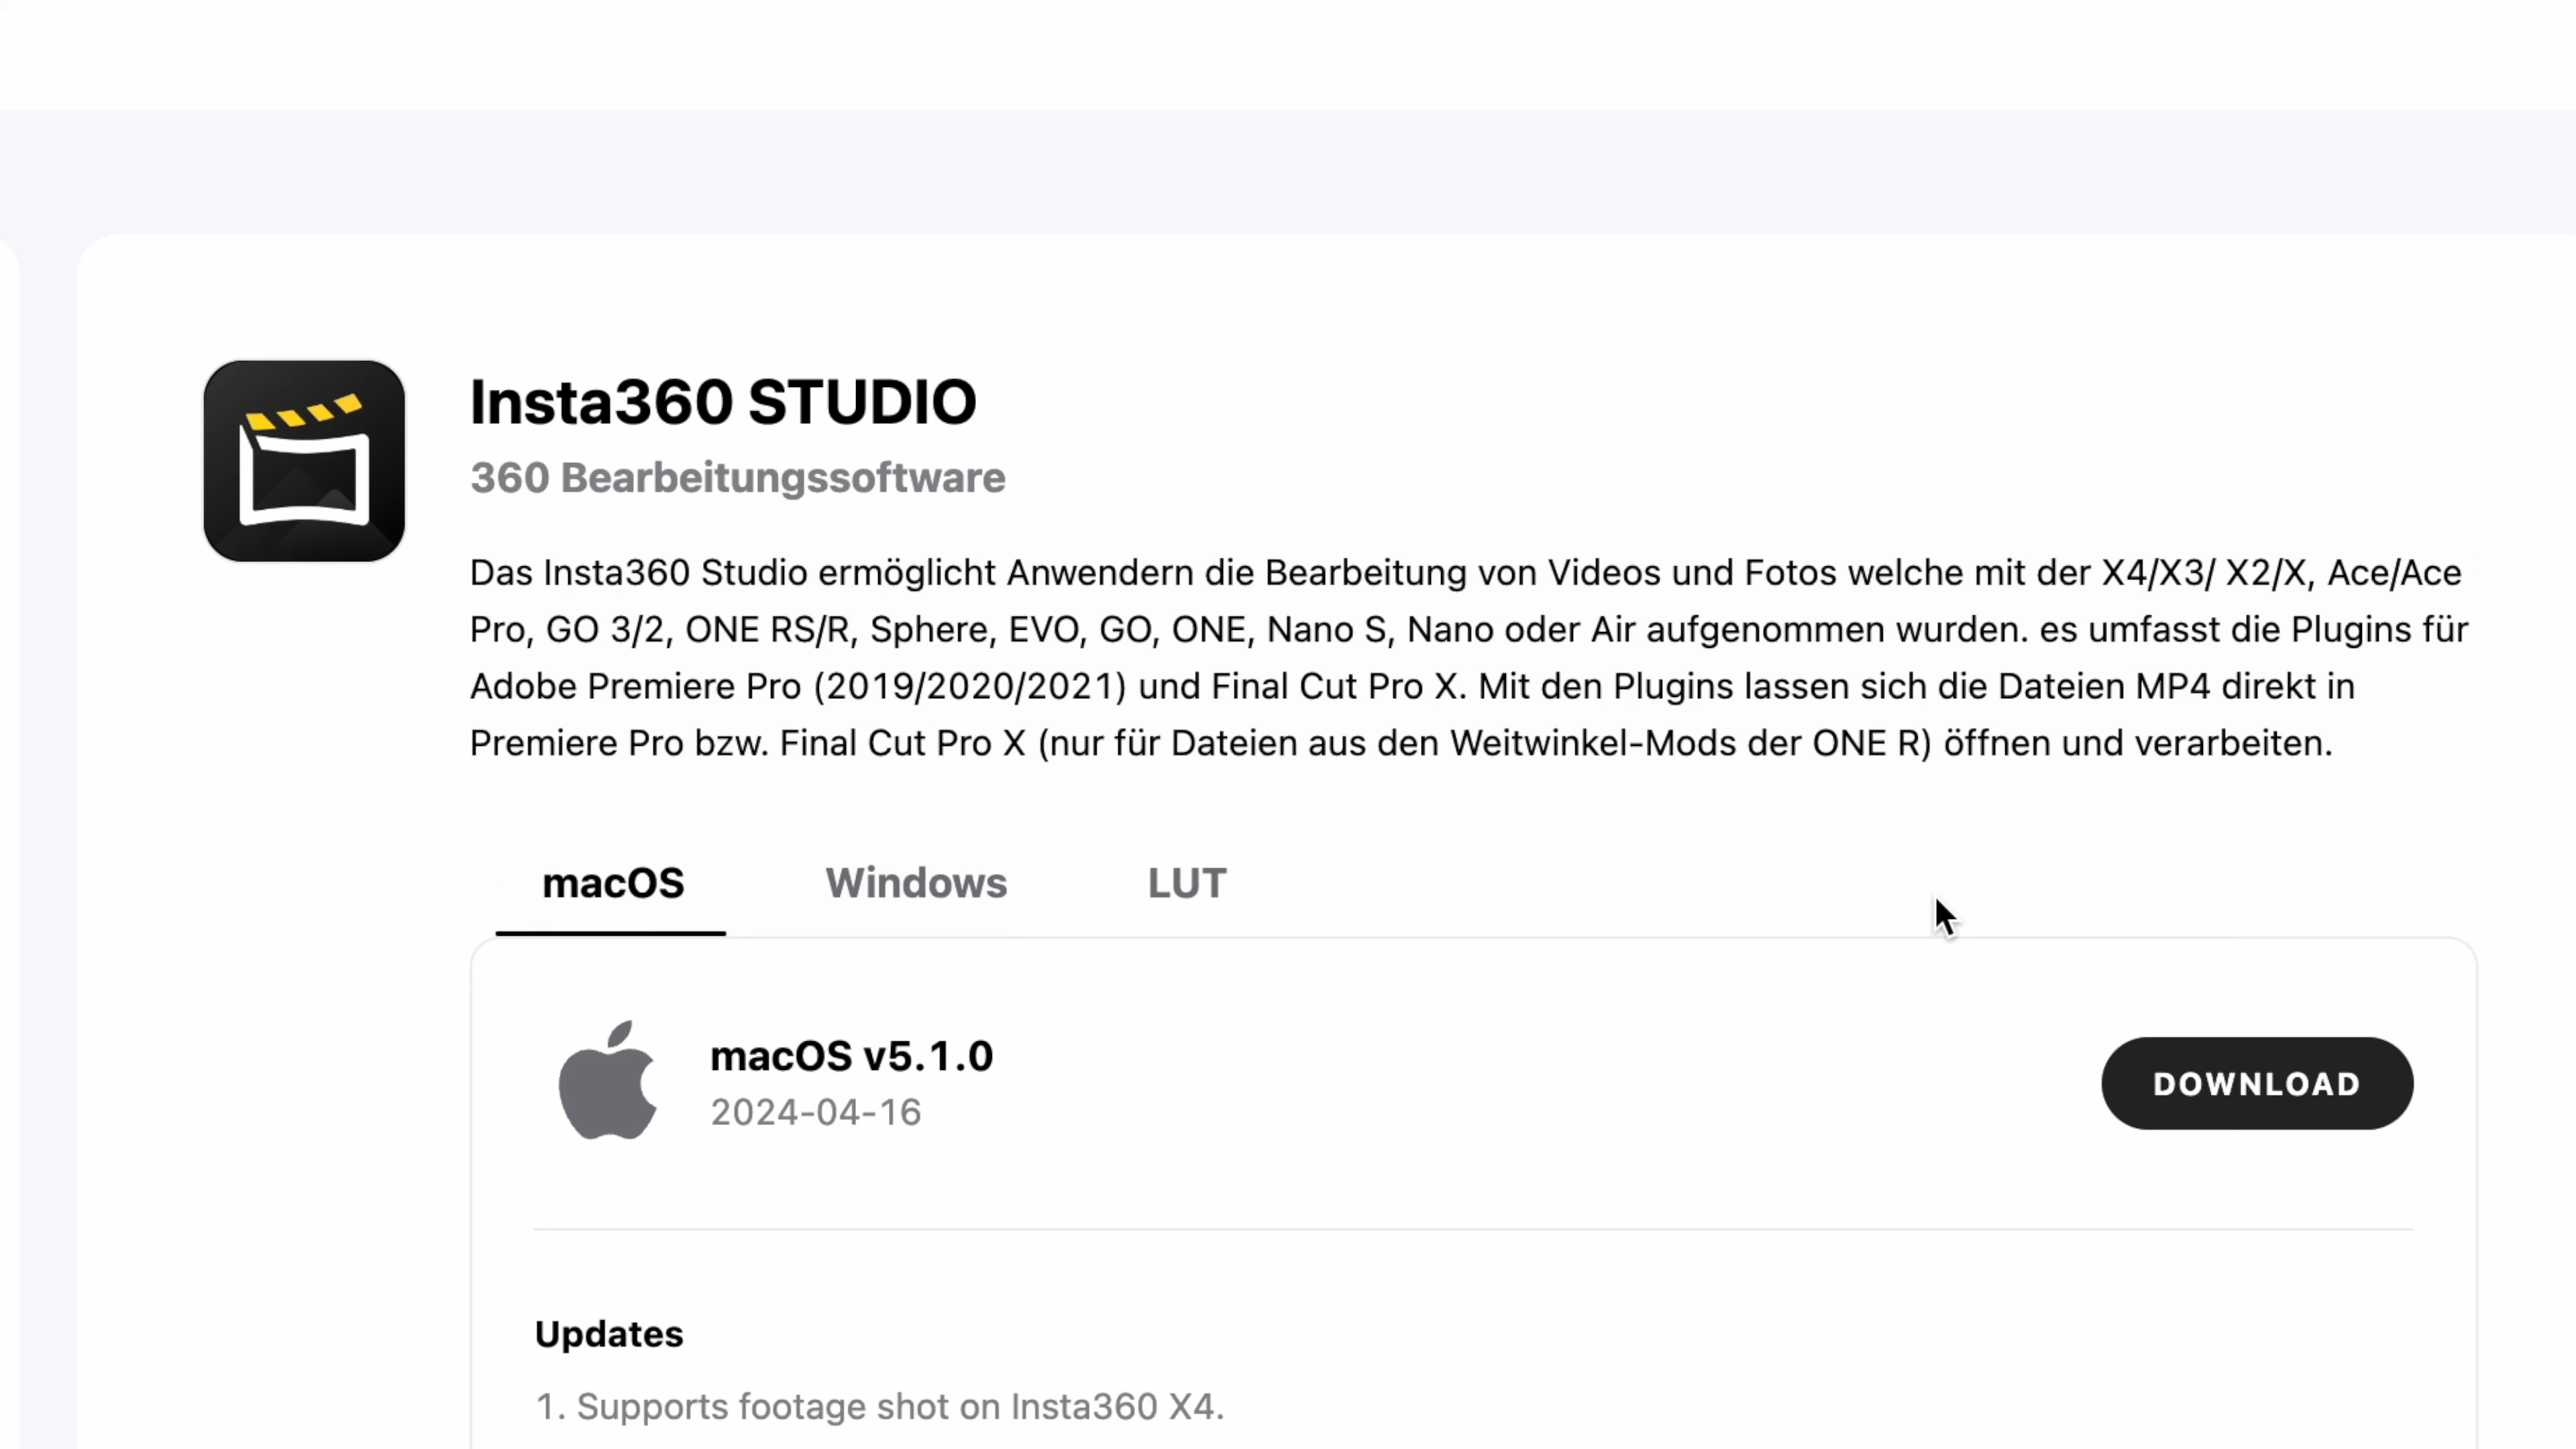 Insta360 STUDIO
360 Bearbeitungssoftware
Das Insta360 Studio ermöglicht Anwendern die Bearbeitung von Videos und Fotos welche mit der X4/X3/ X2/X, Ace/Ace
Pro, GO 3/2, ONE RS/R, Sphere, EVO, GO, ONE, Nano S, Nano oder Air aufgenommen wurden. es umfasst die Plugins für
Adobe Premiere Pro (2019/2020/2021) und Final Cut Pro X. Mit den Plugins lassen sich die Dateien MP4 direkt in
Premiere Pro bzw. Final Cut Pro X (nur für Dateien aus den Weitwinkel-Mods der ONE R) öffnen und verarbeiten.
macOS Windows LUT
macOS v5.1.0
2024-04-16
DOWNLOAD
Updates
1. Supports footage shot on Insta360 X4.